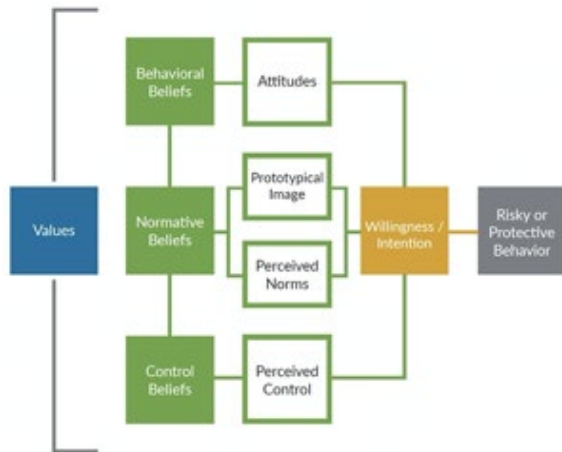 Behavioral
Beliefs
Attitudes
Prototypical
Image
Values
Normative
Beliefs
Willingness /
Intention
Risky or
Protective
Behavior
Perceived
Norms
Control
Beliefs
Perceived
Control